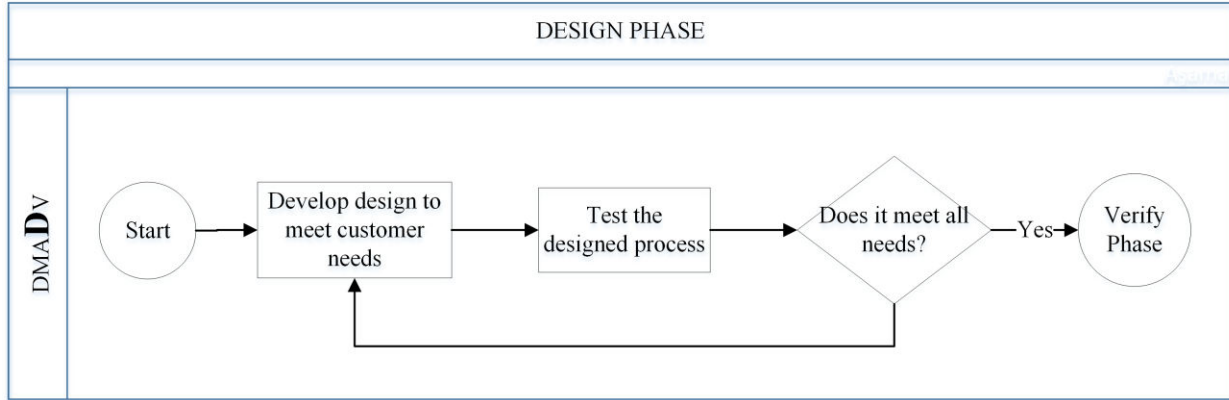 DESIGN PHASE
DMADV
Start
Develop design to
meet customer
needs
Test the
designed process
Does it meet all
needs?
Yes
Verify
Phase